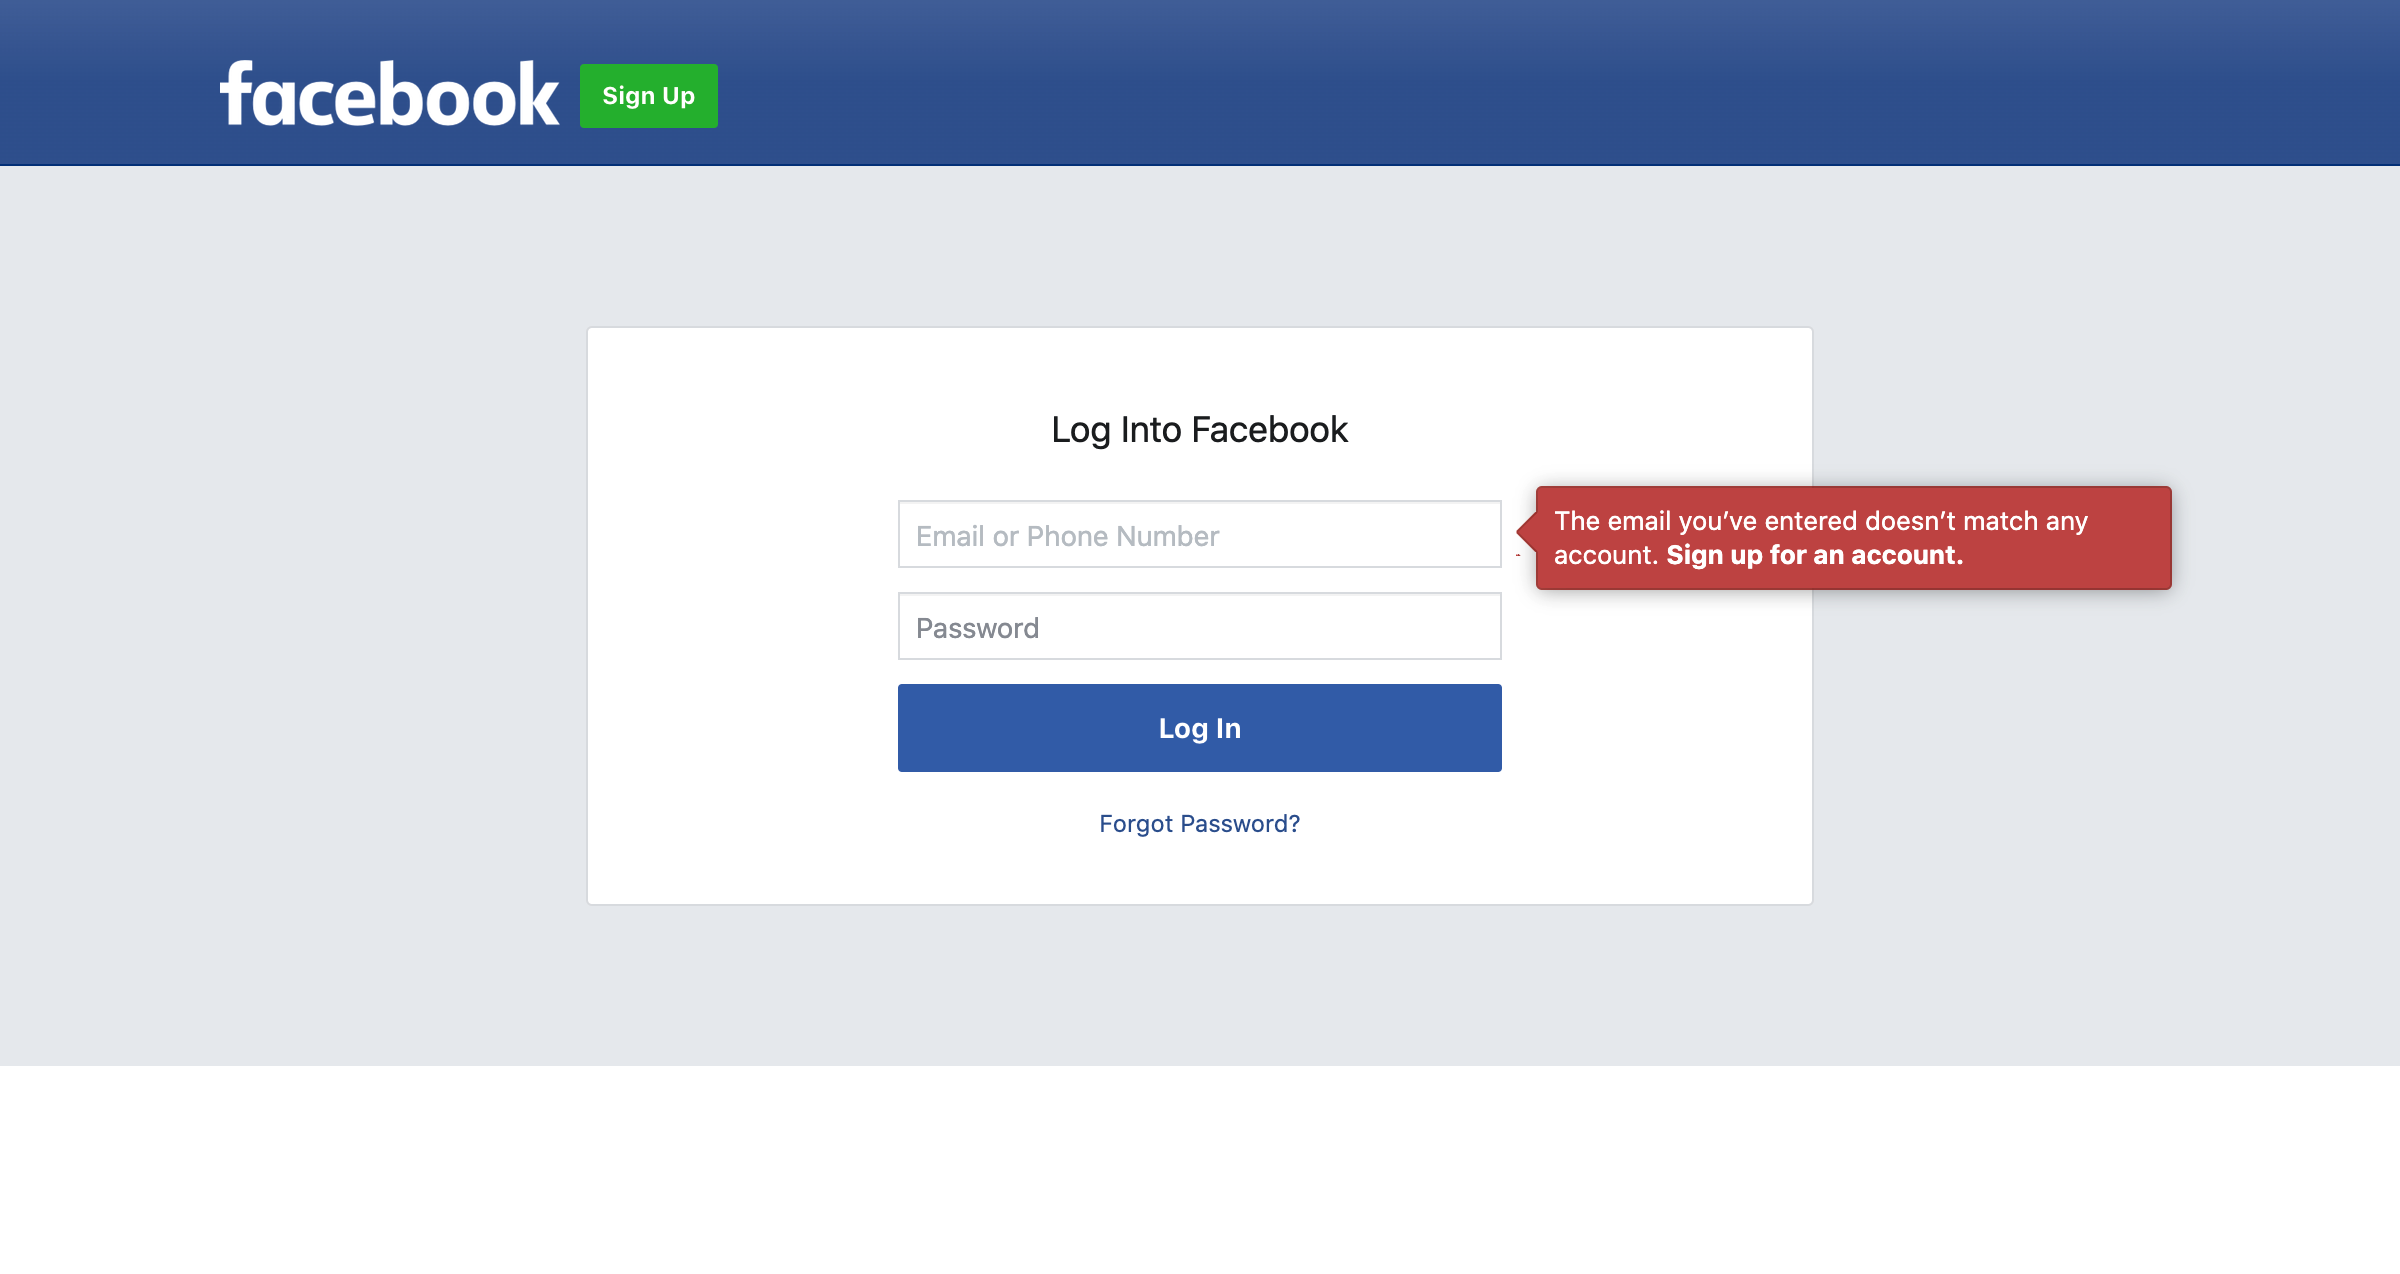 facebook
Sign Up
Log Into Facebook
Email or Phone Number
The email you’ve entered doesn’t match any
account. Sign up for an account.
Password
Log In
Forgot Password?